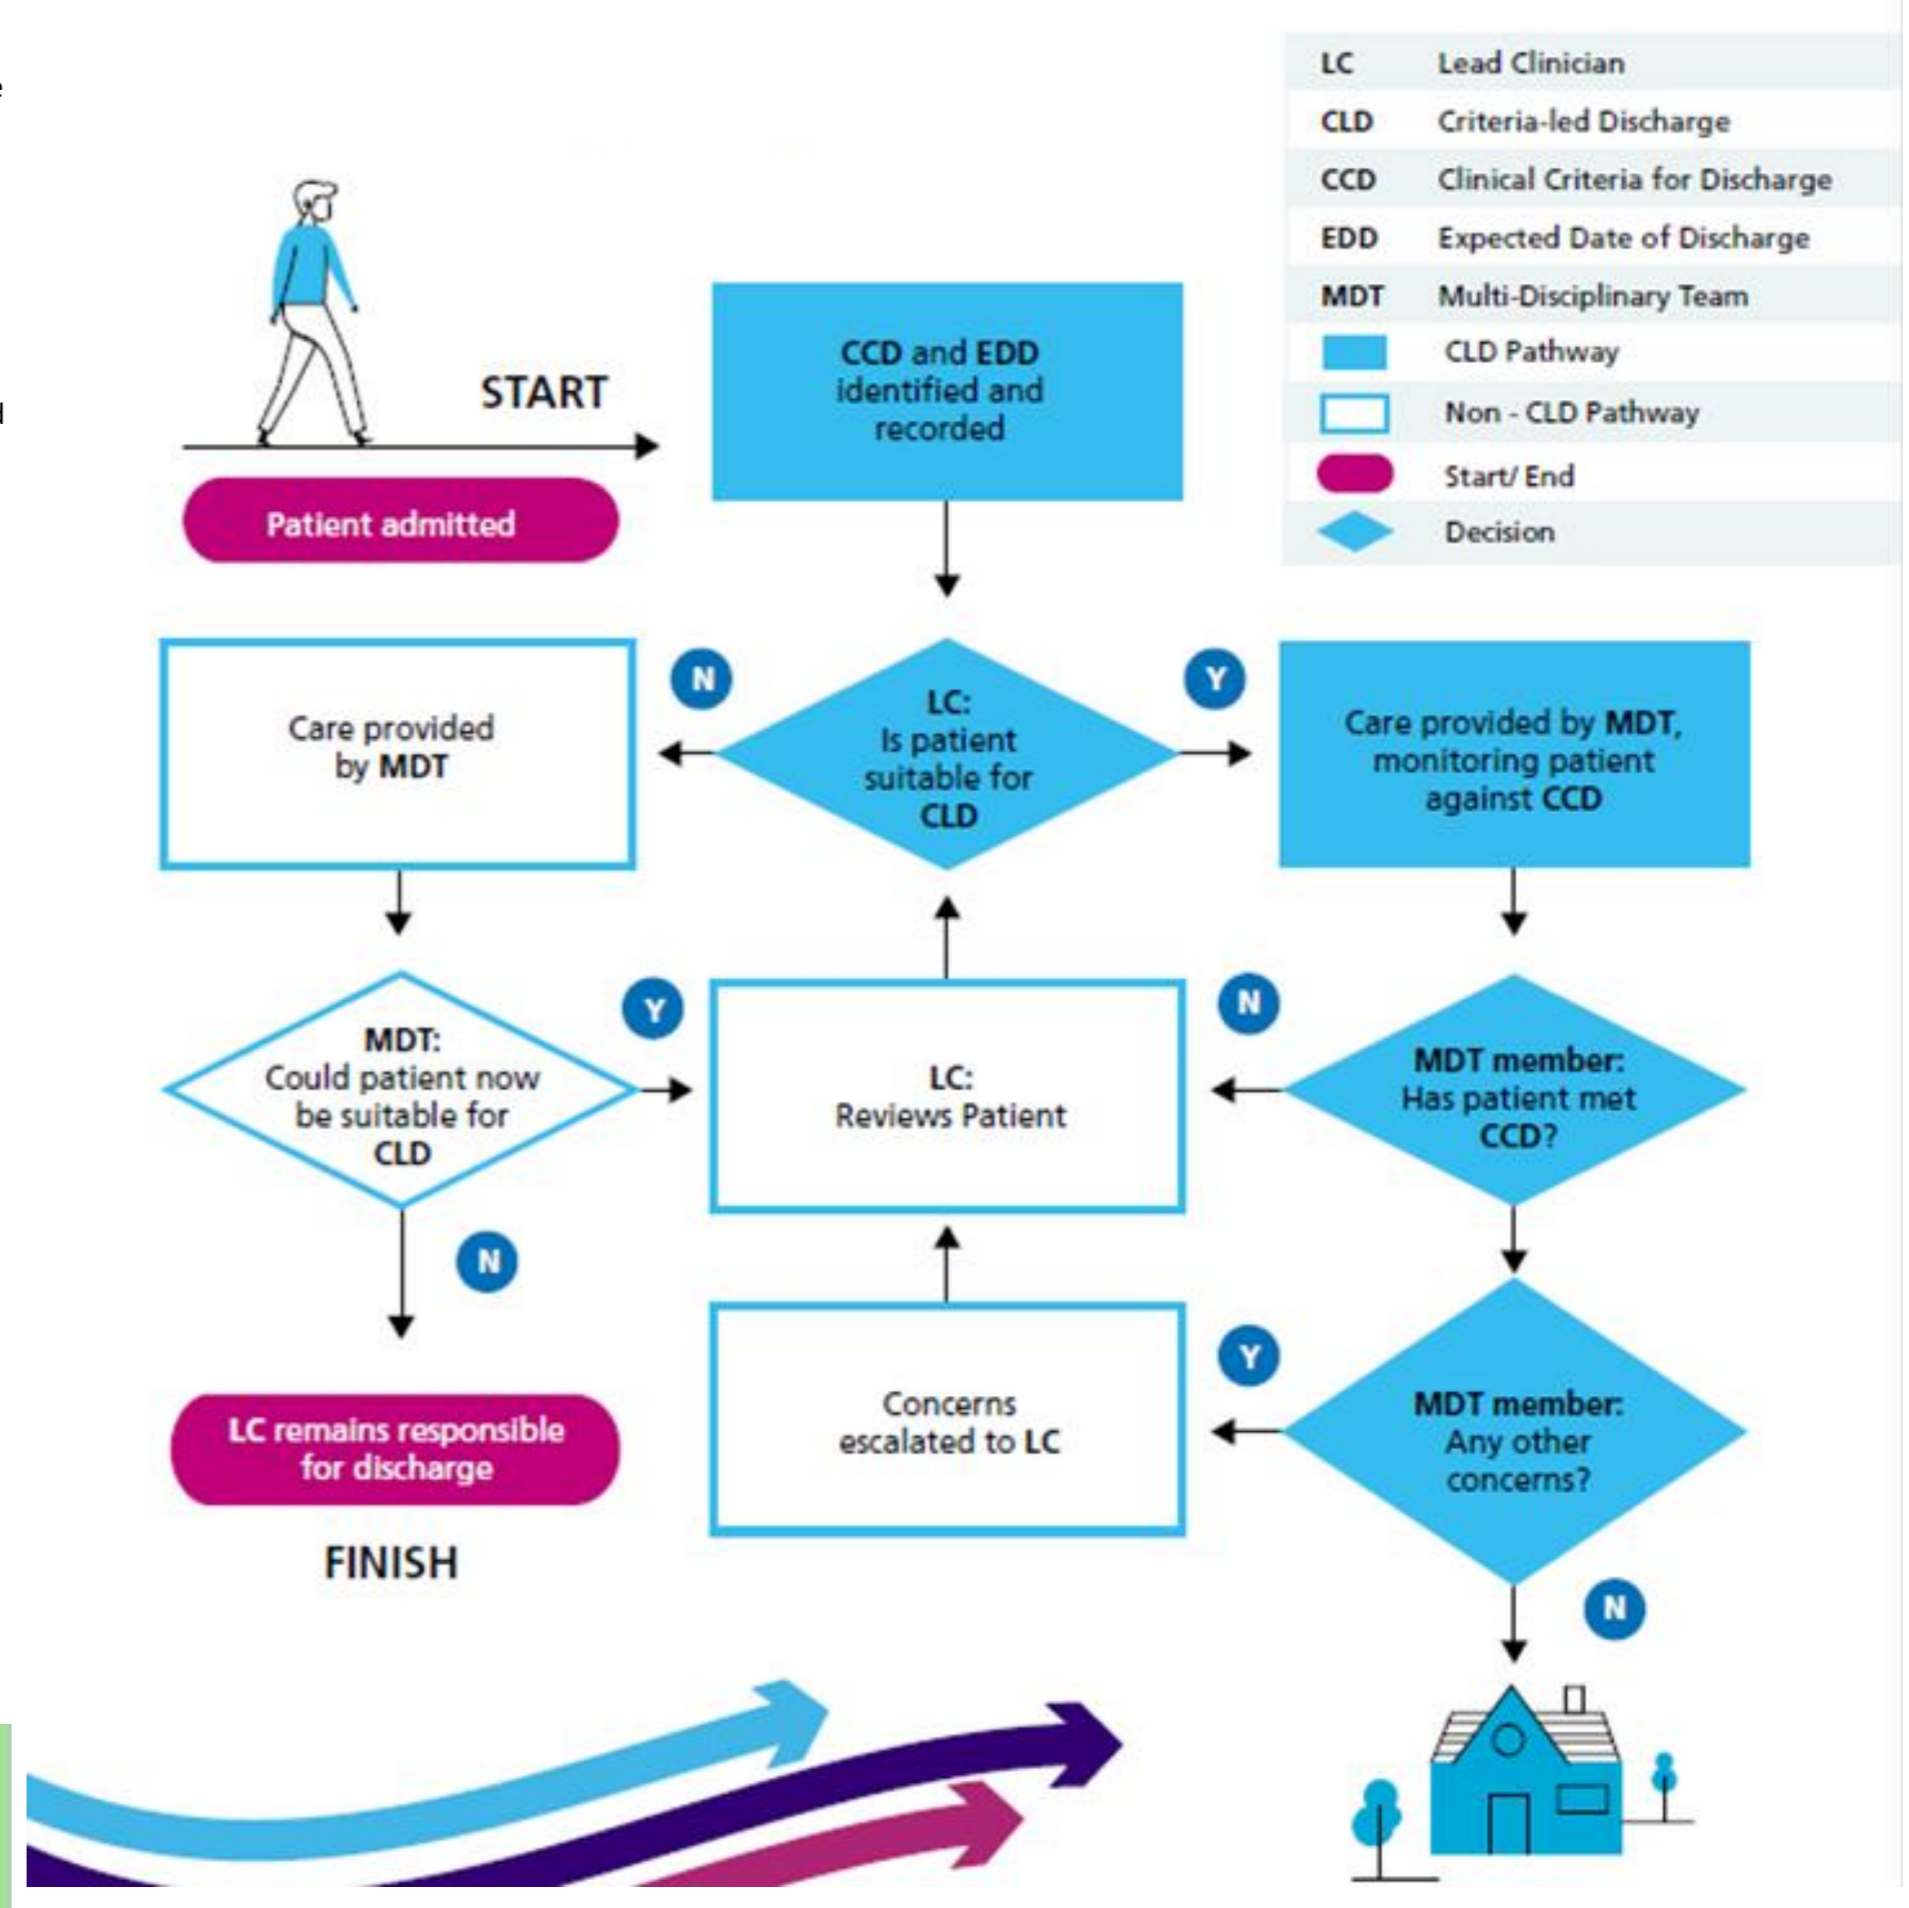 LC Lead Clinician
CLD Criteria-led Discharge
CCD Clinical Criteria for Discharge
EDD Expected Date of Discharge
MDT Multi-Disciplinary Team
CLD Pathway
Non - CLD Pathway
Start/ End
Decision
START
Patient admitted
CCD and EDD
identified and
recorded
N
Y
Care provided
by MDT
LC:
Is patient
suitable for
CLD
Care provided by MDT,
monitoring patient
against CCD
MDT:
Could patient now
be suitable for
CLD
Y
LC:
Reviews Patient
N
MDT member:
Has patient met
CCD?
N
LC remains responsible
for discharge
FINISH
Concerns
escalated to LC
Y
MDT member:
Any other
concerns?
N